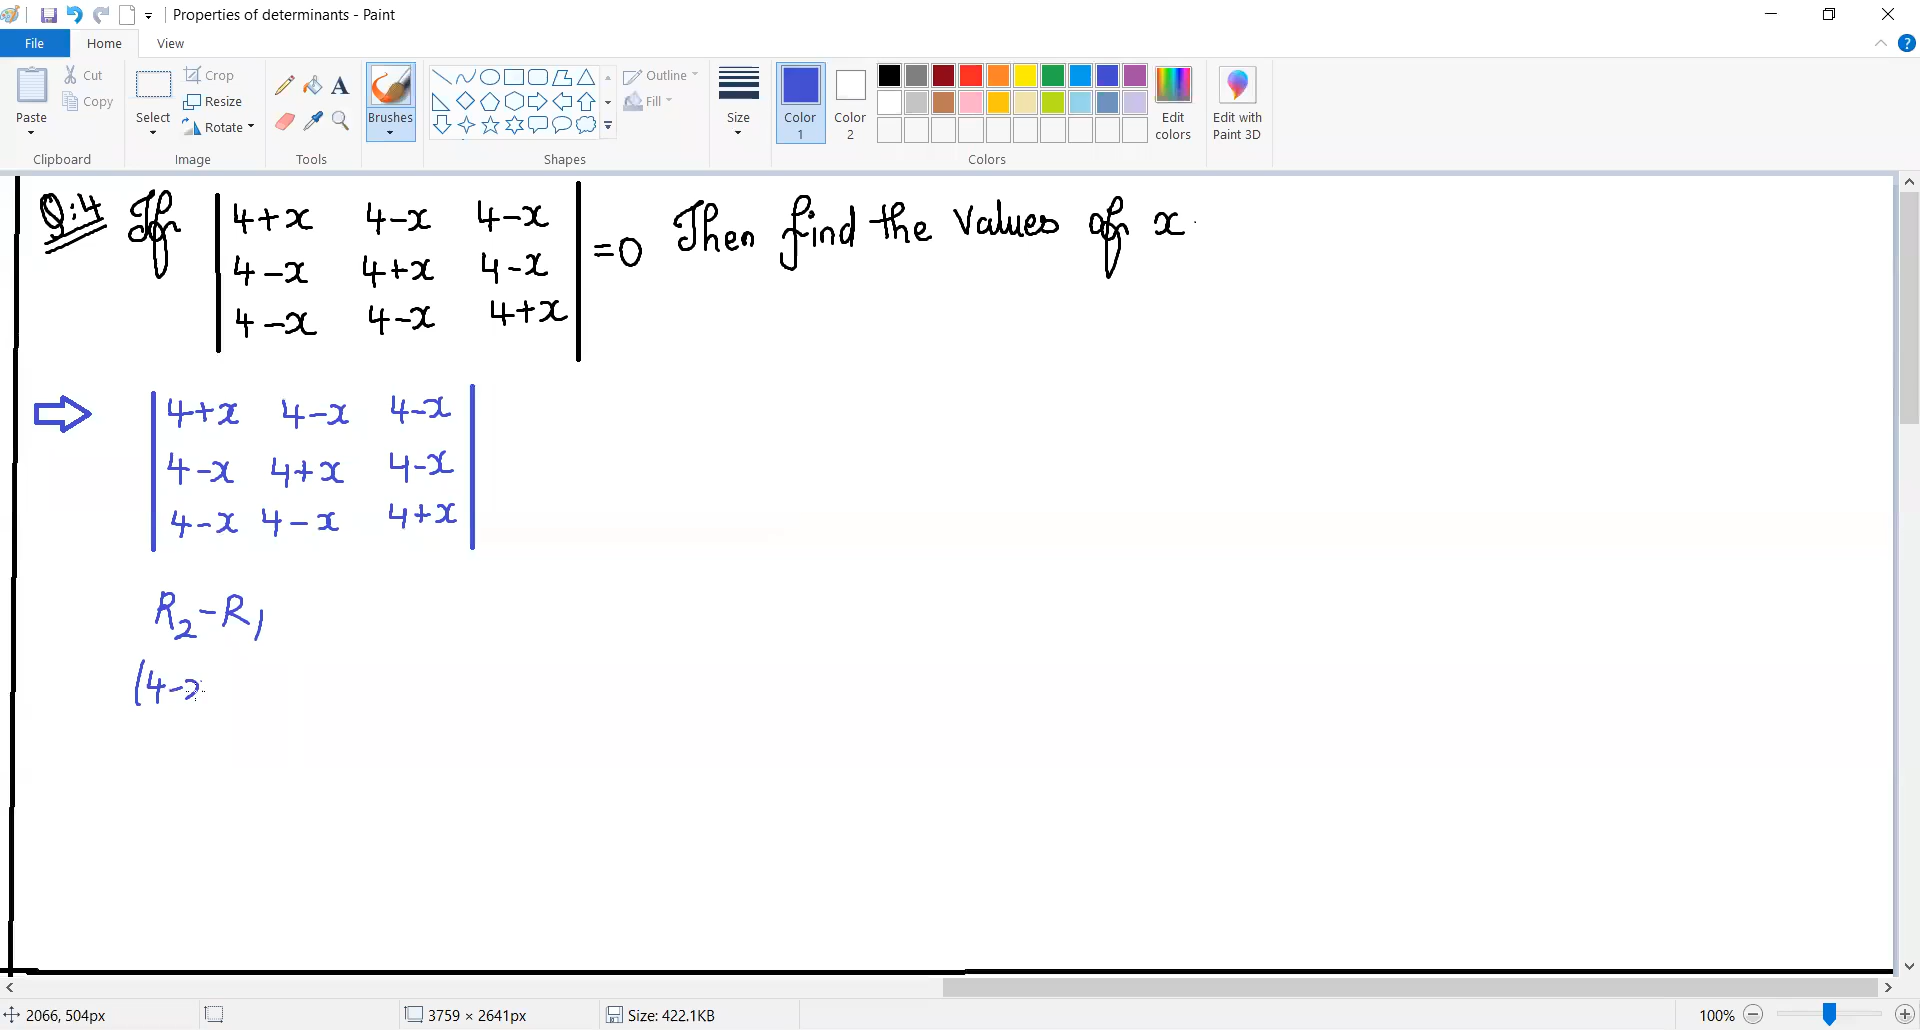 Properties of determinants - Paint
File Home View
Paste
Cut
Copy
Clipboard
Select
Crop
Resize
Rotate
Image
A
Tools
Brushes
Outline
Fill
Shapes
Size
Color 1
Color 2
Edit colors
Edit with Paint 3D
Colors
Q:4 If
4+x 4-x 4-x
4-x 4+x 4-x
4-x 4-x 4+x
=0 Then find the values of x.
4+x 4-x 4-x
4-x 4+x 4-x
4-x 4-x 4+x
R₂-R₁
(4-x
2066, 504px
3759 × 2641px
Size: 422.1KB
100%